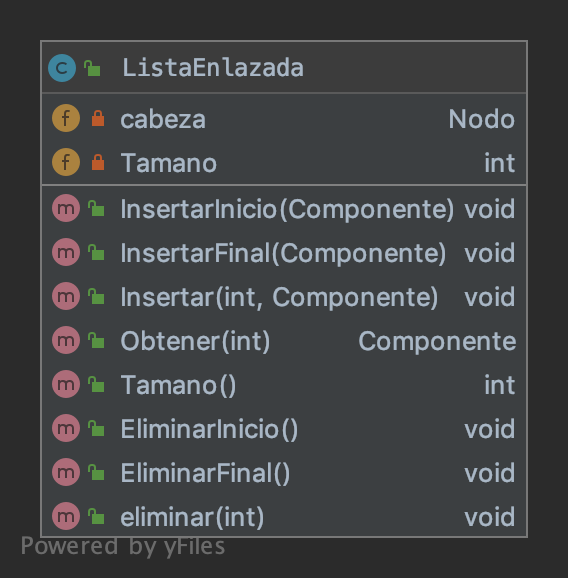 C ListaEnlazada
f cabeza Nodo
f Tamano int
m InsertarInicio(Componente) void
m InsertarFinal(Componente) void
m Insertar(int, Componente) void
m Obtener(int) Componente
m Tamano() int
m EliminarInicio() void
m EliminarFinal() void
m eliminar(int) void
Powered by yFiles